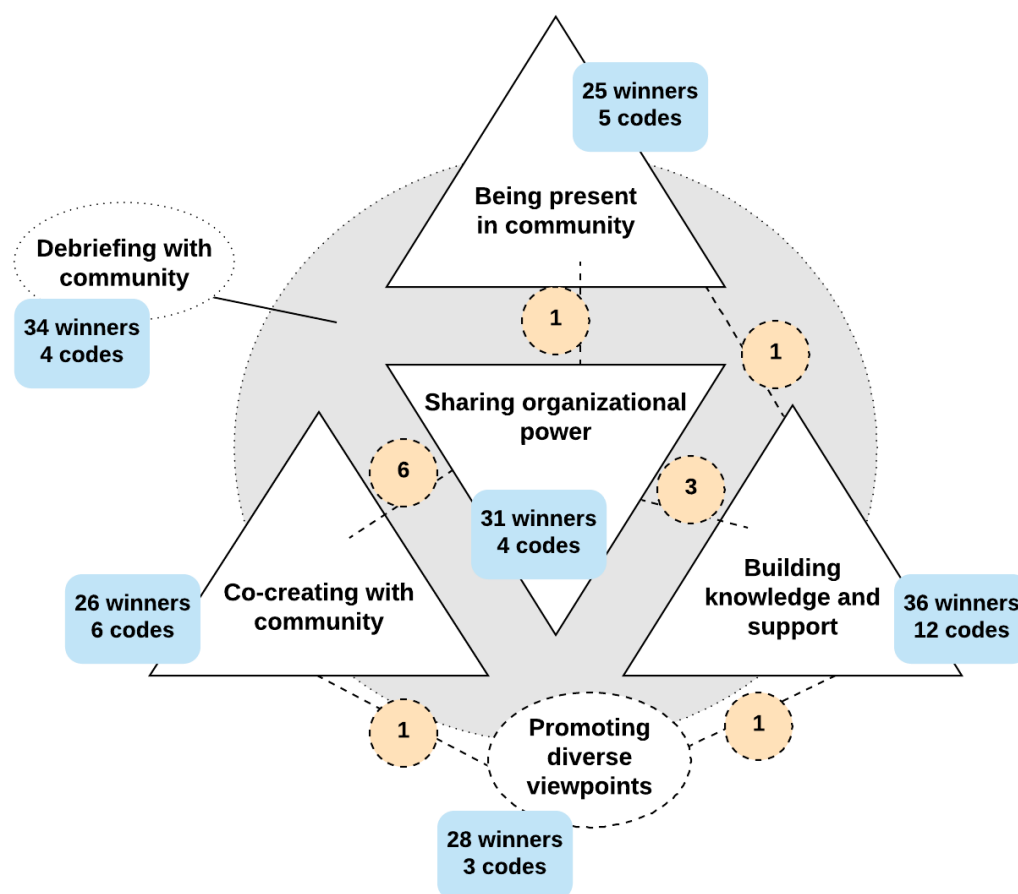 25 winners
5 codes
Being present
in community
Debriefing with
community
34 winners
4 codes
1
1
Sharing organizational
power
6
3
31 winners
4 codes
Co-creating with
community
26 winners
6 codes
Building
knowledge and
support
36 winners
12 codes
1
1
Promoting
diverse
viewpoints
28 winners
3 codes